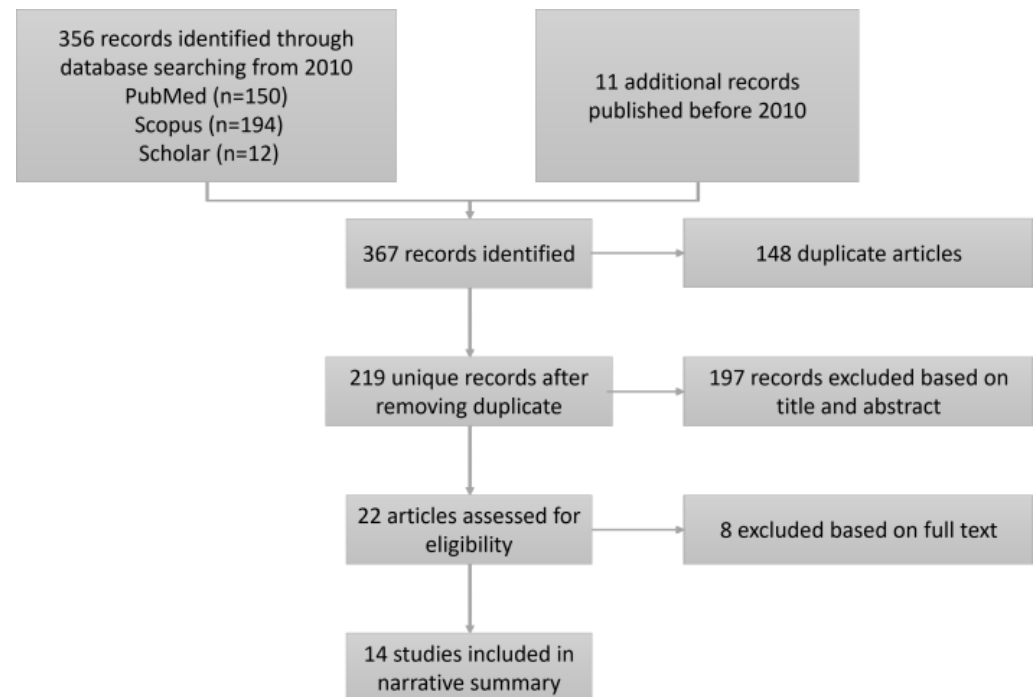 356 records identified through
database searching from 2010
PubMed (n=150)
Scopus (n=194)
Scholar (n=12)
11 additional records
published before 2010
367 records identified
148 duplicate articles
219 unique records after
removing duplicate
197 records excluded based on
title and abstract
22 articles assessed for
eligibility
8 excluded based on full text
14 studies included in
narrative summary